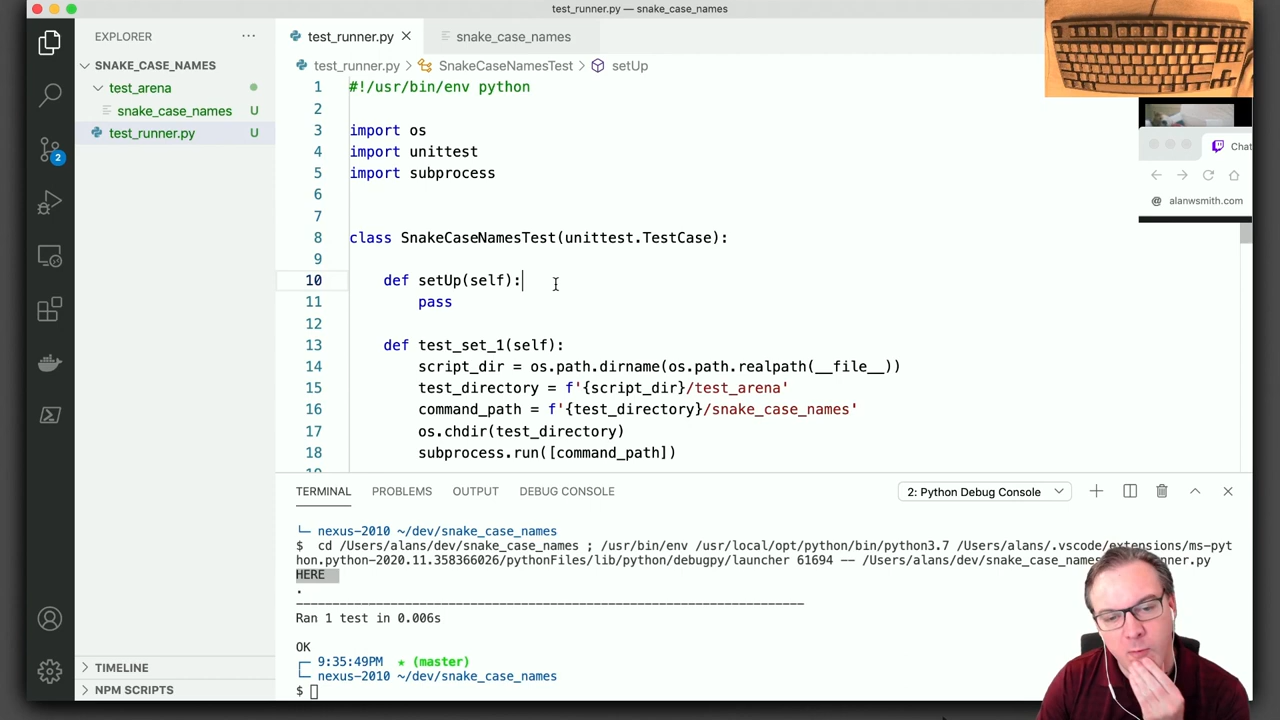 test_runner.py — snake_case_names
EXPLORER ···
test_runner.py
snake_case_names
SNAKE_CASE_NAMES
test_arena
snake_case_names U
test_runner.py U
2
test_runner.py > SnakeCaseNamesTest > setUp
1 #!/usr/bin/env python
2
3 import os
4 import unittest
5 import subprocess
6
7
8 class SnakeCaseNamesTest(unittest.TestCase):
9
10 def setUp(self):
11 pass
12
13 def test_set_1(self):
14 script_dir = os.path.dirname(os.path.realpath(__file__))
15 test_directory = f'{script_dir}/test_arena'
16 command_path = f'{test_directory}/snake_case_names'
17 os.chdir(test_directory)
18 subprocess.run([command_path])
Chat
@ alanwsmith.com
TERMINAL PROBLEMS OUTPUT DEBUG CONSOLE
2: Python Debug Console
nexus-2010 ~/dev/snake_case_names
$ cd /Users/alans/dev/snake_case_names ; /usr/bin/env /usr/local/opt/python/bin/python3.7 /Users/alans/.vscode/extensions/ms-pyt
hon.python-2020.11.358366026/pythonFiles/lib/python/debugpy/launcher 61694 -- /Users/alans/dev/snake_case_
HERE
.
----------------------------------------------------------------------
Ran 1 test in 0.006s
OK
9:35:49PM ★ (master)
nexus-2010 ~/dev/snake_case_names
$
TIMELINE
NPM SCRIPTS